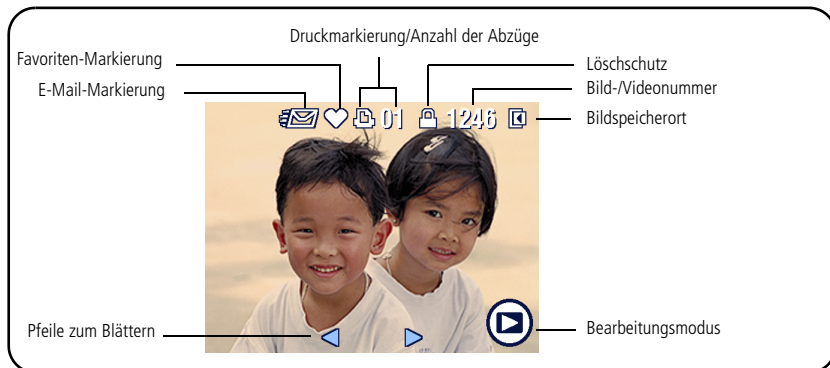 Druckmarkierung/Anzahl der Abzüge
Favoriten-Markierung
Löschschutz
E-Mail-Markierung
Bild-/Videonummer
01 1246
Bildspeicherort
Pfeile zum Blättern
Bearbeitungsmodus